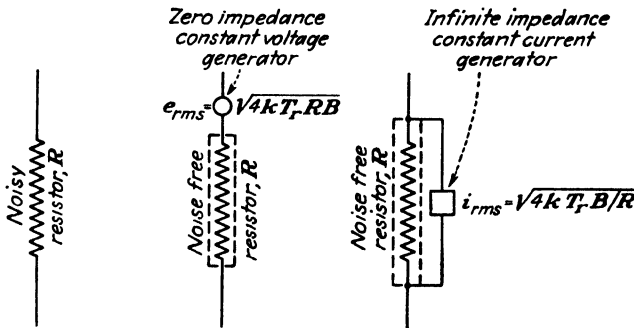 Zero impedance
constant voltage
generator
Infinite impedance
constant current
generator
e_rms = √4kT_rRB
Noisy
resistor, R
Noise free
resistor, R
Noise free
resistor, R
i_rms = √4kT_rB/R